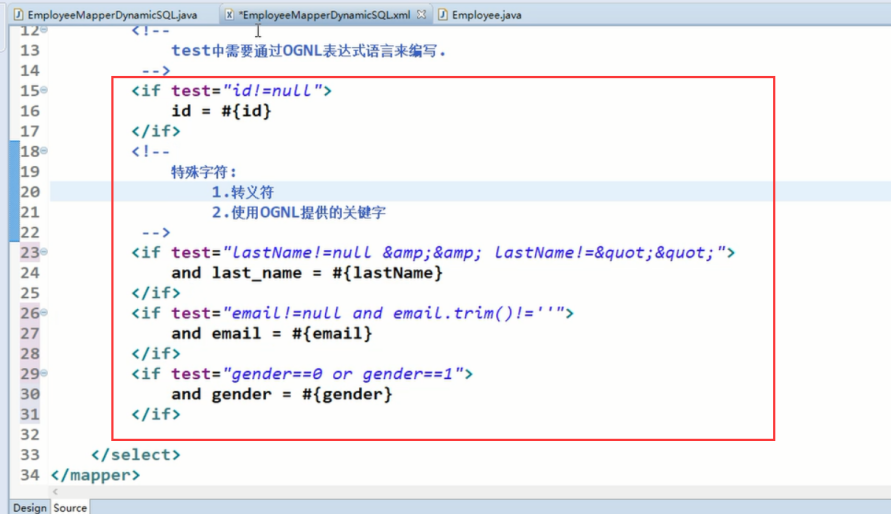 EmployeeMapperDynamicSQL.java *EmployeeMapperDynamicSQL.xml Employee.java
12 <!--
13 test中需要通过OGNL表达式语言来编写.
14 -->
15 <if test="id!=null">
16 id = #{id}
17 </if>
18 <!--
19 特殊字符:
20 1.转义符
21 2.使用OGNL提供的关键字
22 -->
23 <if test="lastName!=null &amp;&amp; lastName!=&quot;&quot;">
24 and last_name = #{lastName}
25 </if>
26 <if test="email!=null and email.trim()!=''">
27 and email = #{email}
28 </if>
29 <if test="gender==0 or gender==1">
30 and gender = #{gender}
31 </if>
32
33 </select>
34 </mapper>
Design Source